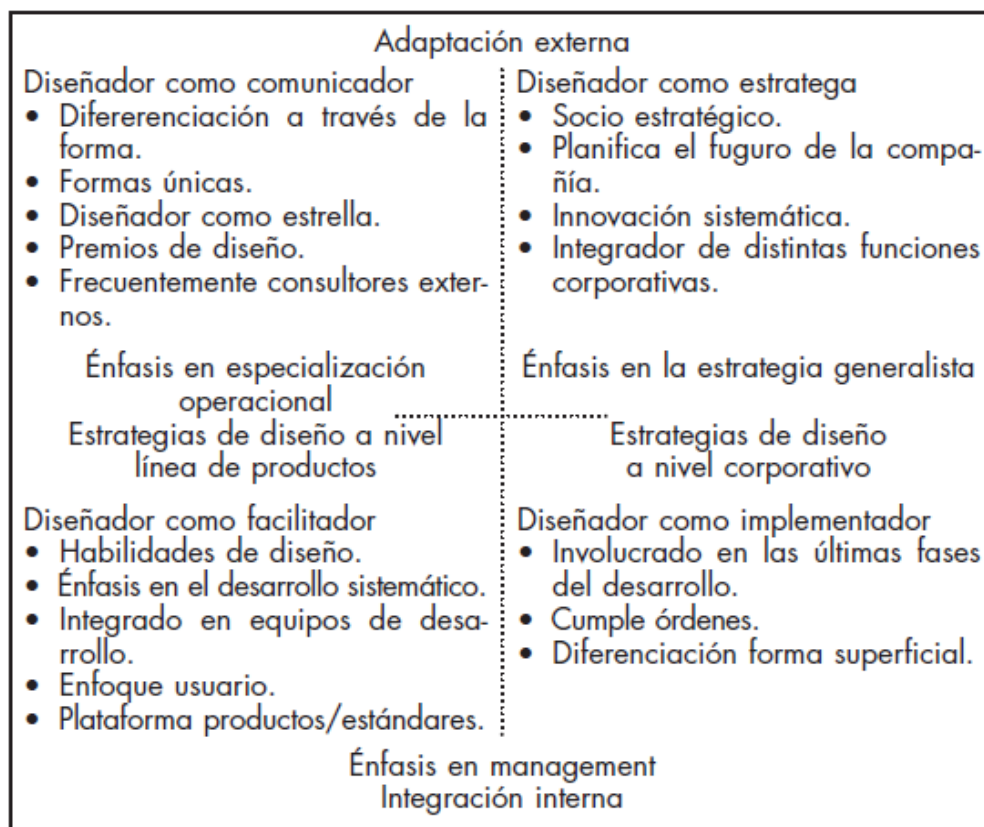 Adaptación externa
Diseñador como comunicador
• Difererenciación a través de la
forma.
• Formas únicas.
• Diseñador como estrella.
• Premios de diseño.
• Frecuentemente consultores exter-
nos.
Énfasis en especialización
operacional
Diseñador como estratega
• Socio estratégico.
• Planifica el fuguro de la compa-
ñía.
• Innovación sistemática.
• Integrador de distintas funciones
corporativas.
Énfasis en la estrategia generalista
Estrategias de diseño a nivel
línea de productos
Diseñador como facilitador
• Habilidades de diseño.
• Énfasis en el desarrollo sistemático.
• Integrado en equipos de desa-
rrollo.
• Enfoque usuario.
• Plataforma productos/estándares.
Estrategias de diseño
a nivel corporativo
Diseñador como implementador
• Involucrado en las últimas fases
del desarrollo.
• Cumple órdenes.
• Diferenciación forma superficial.
Énfasis en management
Integración interna